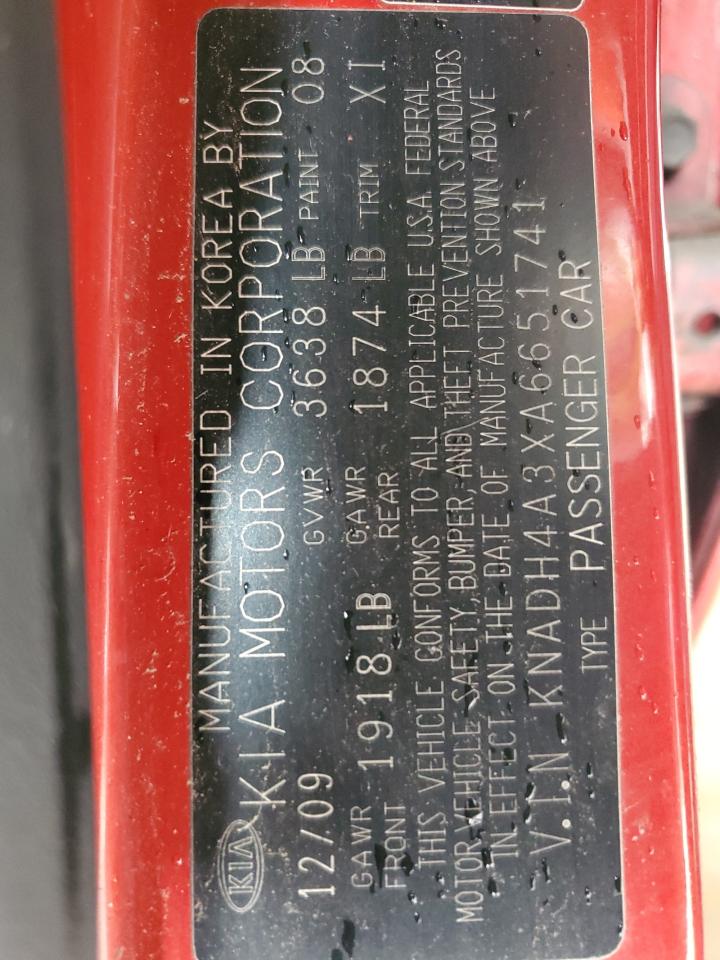 MANUFACTURED IN KOREA BY
KIA KIA MOTORS CORPORATION
12/09 GVWR 3638 LB PAINT 08
GAWR FRONT 1918 LB GAWR REAR 1874 LB TRIM XI
THIS VEHICLE CONFORMS TO ALL APPLICABLE U.S.A. FEDERAL
MOTOR VEHICLE SAFETY, BUMPER, AND THEFT PREVENTION STANDARDS
IN EFFECT ON THE DATE OF MANUFACTURE SHOWN ABOVE
V.I.N. KNADH4A3XA6651741
TYPE PASSENGER CAR